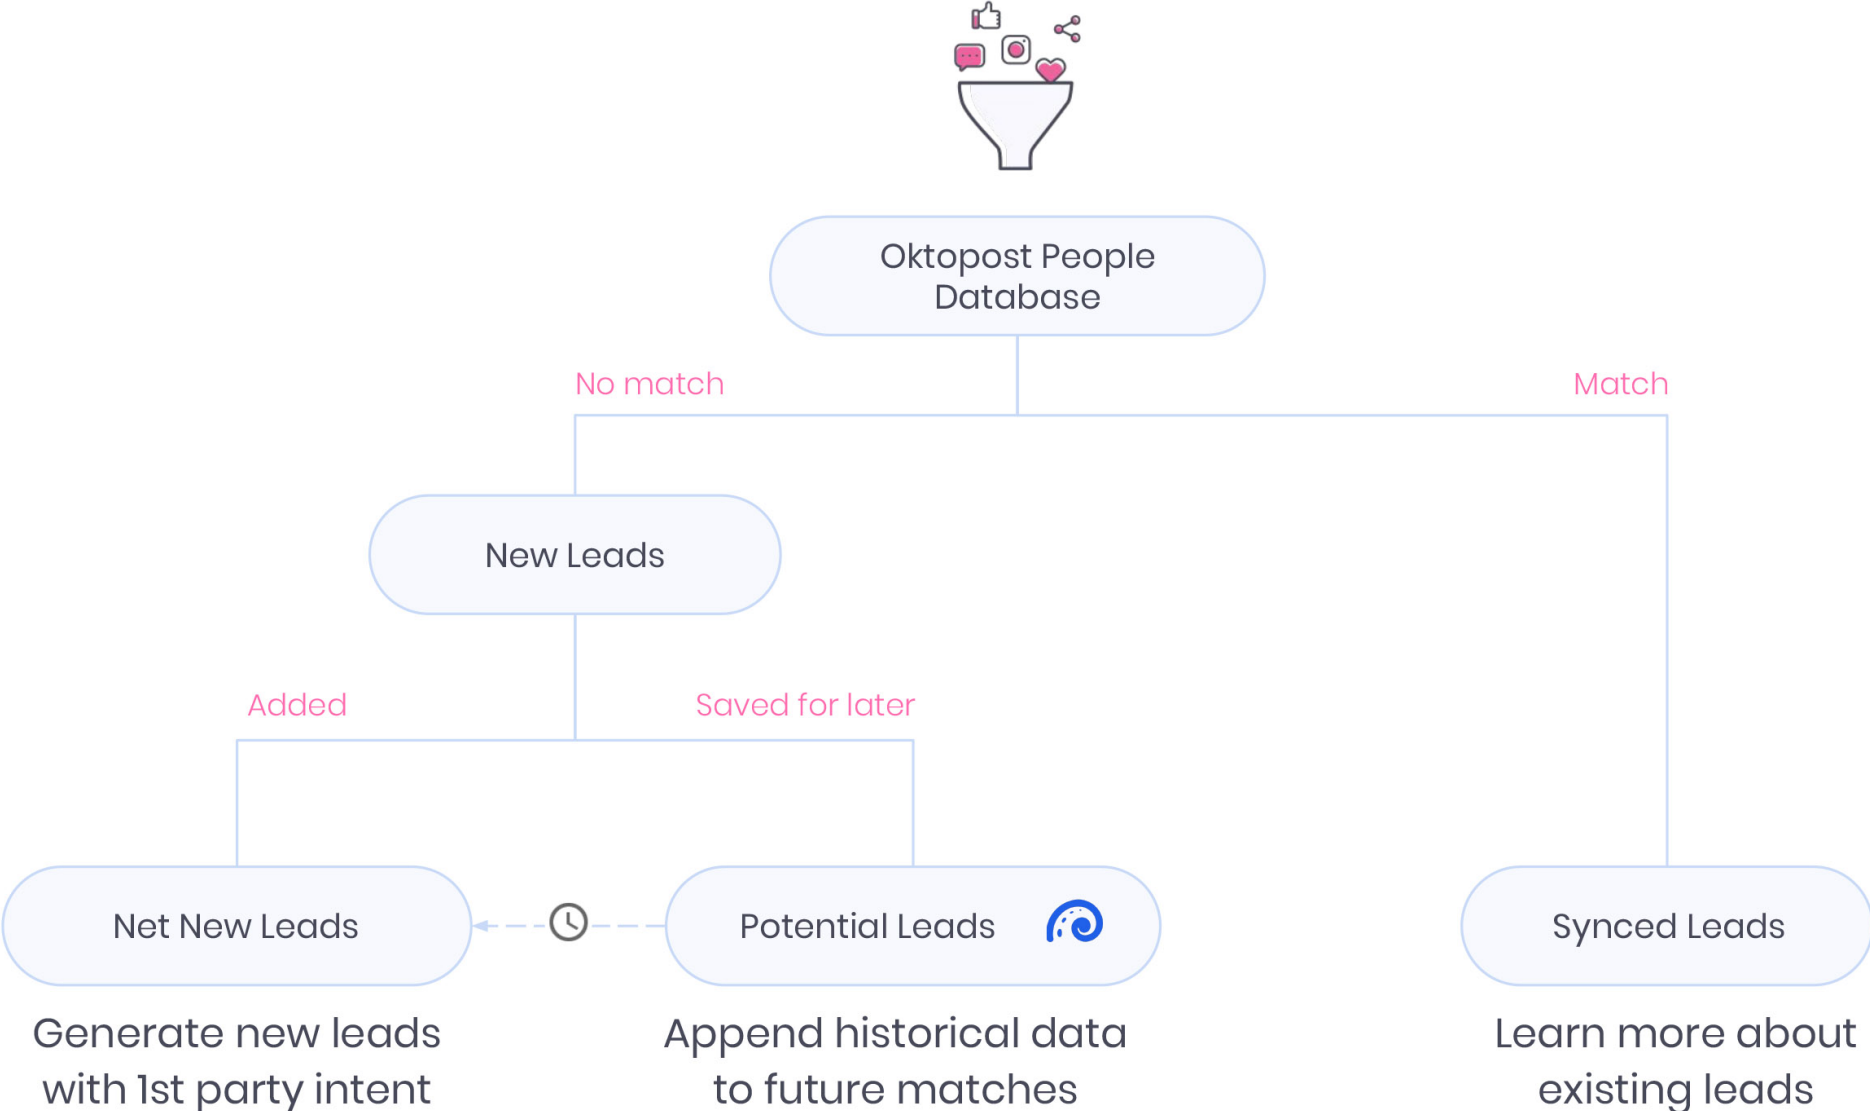 Oktopost People
Database
No match
Match
New Leads
Added
Saved for later
Net New Leads
Potential Leads
Synced Leads
Generate new leads
with 1st party intent
Append historical data
to future matches
Learn more about
existing leads